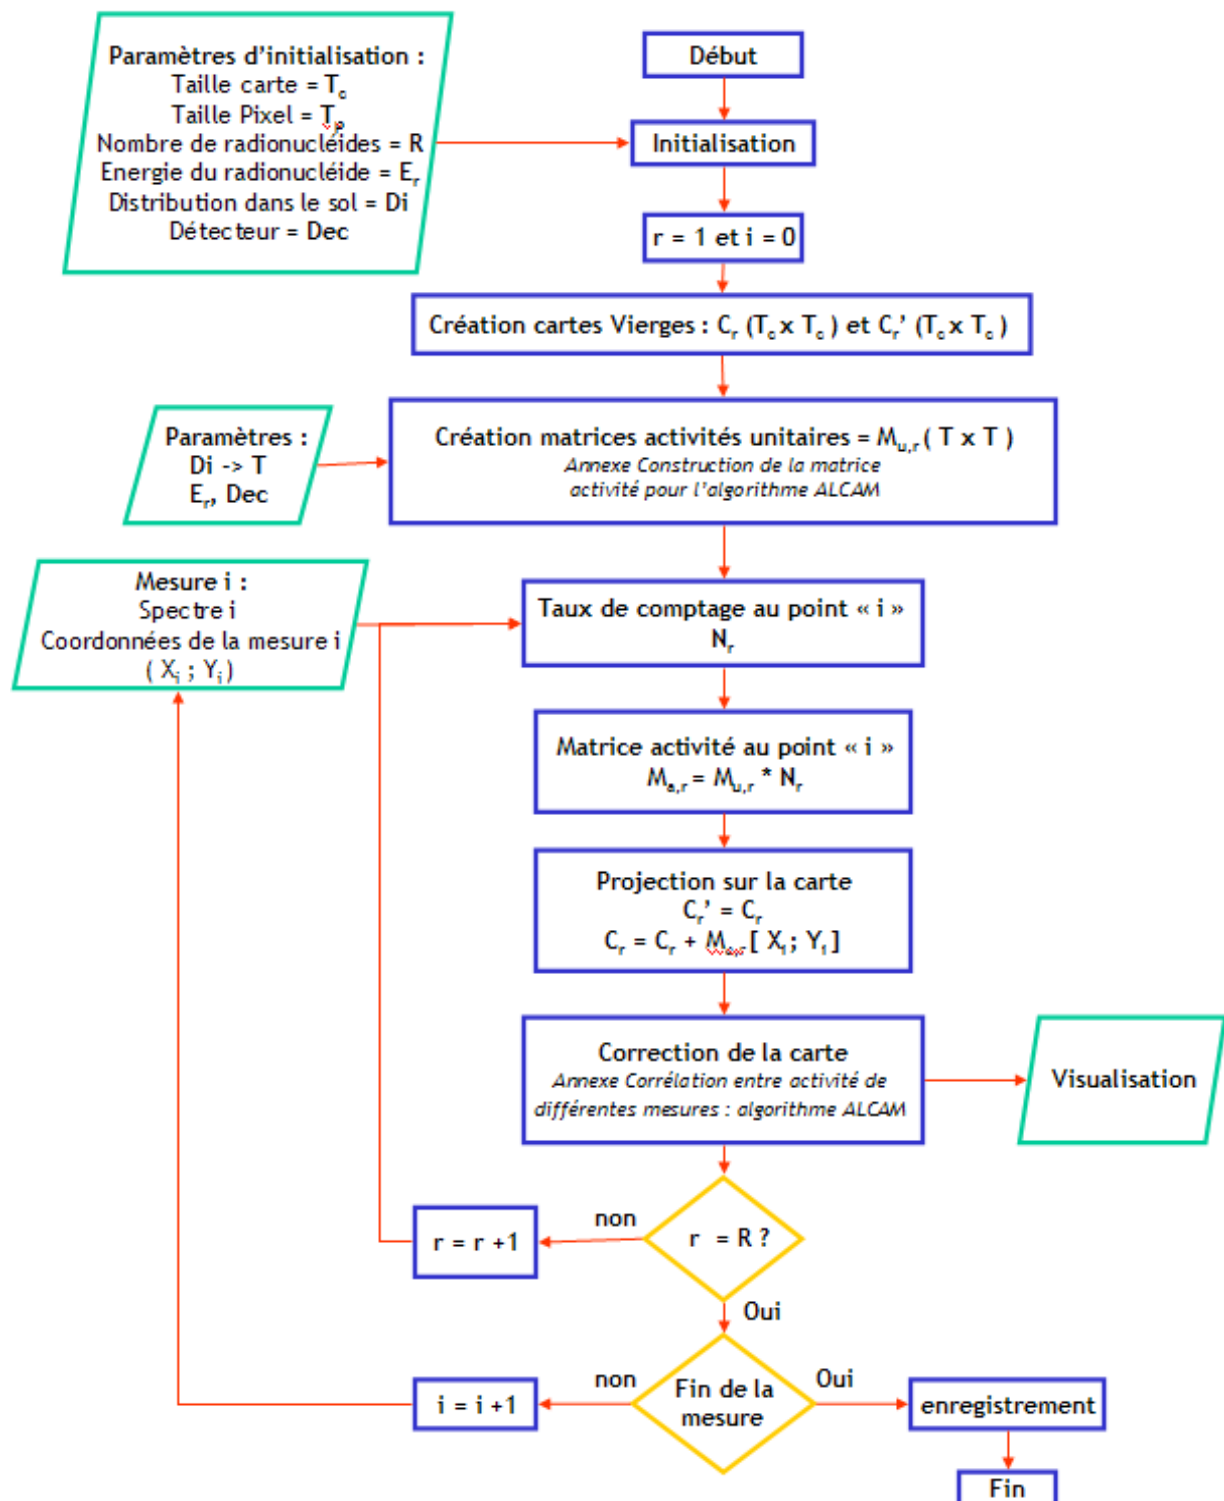 Paramètres d'initialisation :
Taille carte = Tc
Taille Pixel = Tp
Nombre de radionucléides = R
Energie du radionucléide = Er
Distribution dans le sol = Di
Détecteur = Dec
Début
Initialisation
r = 1 et i = 0
Création cartes Vierges : Cr (Tc x Tc ) et Cr' (Tc x Tc )
Paramètres :
Di -> T
Er, Dec
Création matrices activités unitaires = Mu,r ( T x T )
Annexe Construction de la matrice
activité pour l'algorithme ALCAM
Mesure i :
Spectre i
Coordonnées de la mesure i
( Xi ; Yi )
Taux de comptage au point « i »
Nr
Matrice activité au point « i »
Ma,r = Mu,r * Nr
Projection sur la carte
Cr' = Cr
Cr = Cr + Ma,r [ Xi ; Yi ]
Correction de la carte
Annexe Corrélation entre activité de
différentes mesures : algorithme ALCAM
Visualisation
non
r = r +1
r = R ?
Oui
non
i = i +1
Fin de la
mesure
Oui
enregistrement
Fin